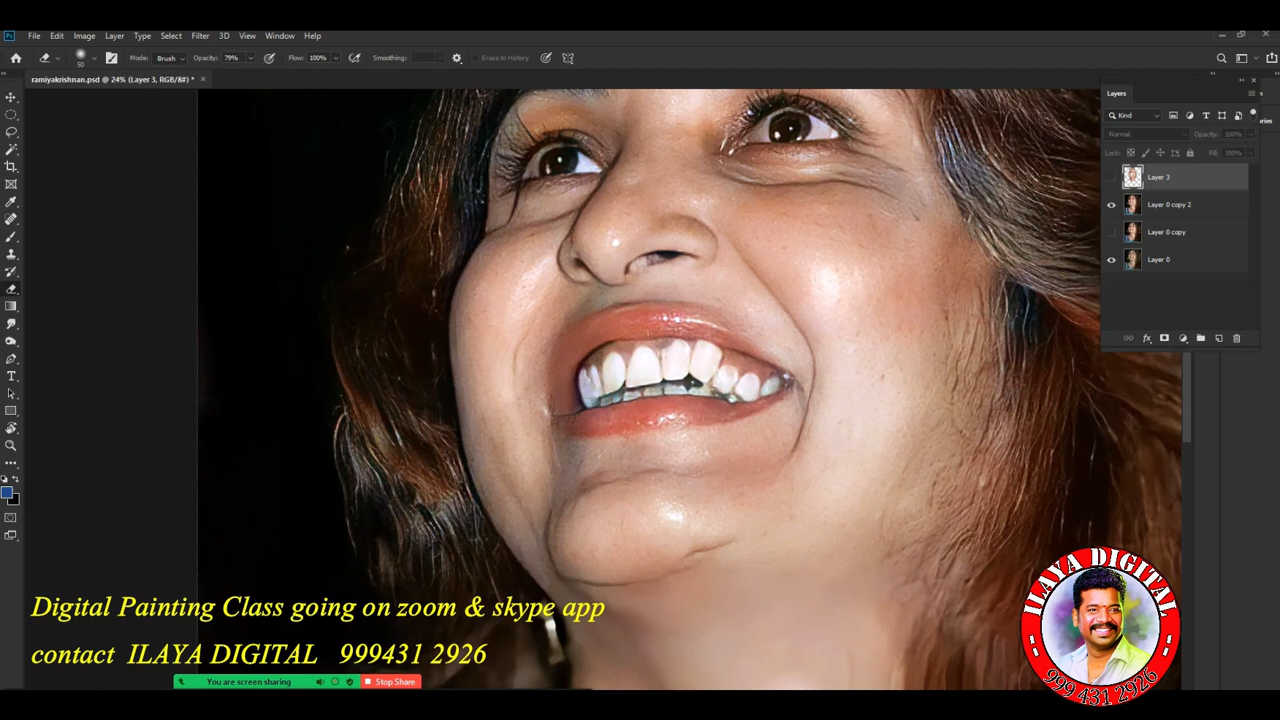 File Edit Image Layer Type Select Filter 3D View Window Help
Mode: Brush Opacity: 79% Flow: 100% Smoothing: Erase to History
50
ramiyakrishnan.psd @ 24% (Layer 3, RGB/8#) * ×
Layers
Kind
Normal Opacity: 100%
Lock: Fill: 100%
Layer 3
Layer 0 copy 2
Layer 0 copy
Layer 0
Digital Painting Class going on zoom & skype app
contact ILAYA DIGITAL 999431 2926
You are screen sharing Stop Share
ILAYA DIGITAL
999 431 2926